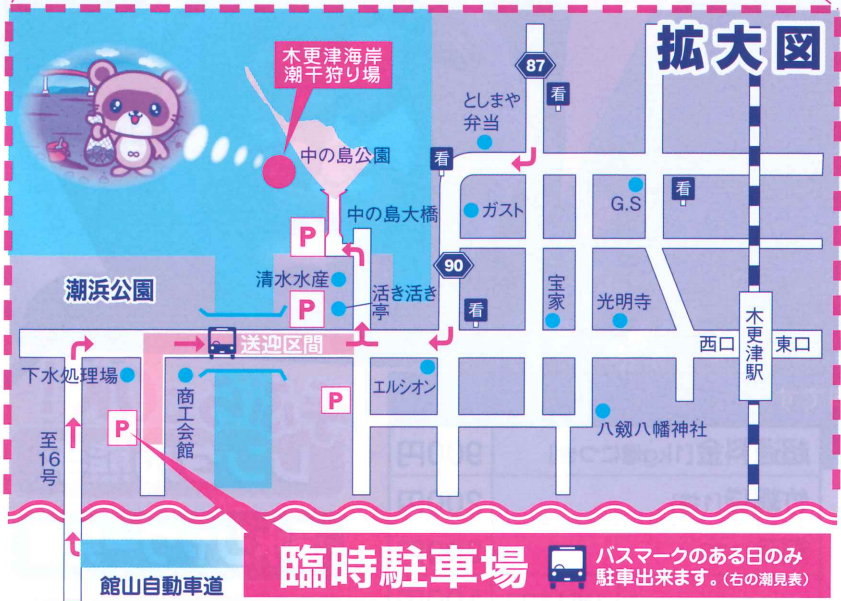 拡大図
木更津海岸
潮干狩り場
87
看
としまや
弁当
看
中の島公園
看
G.S
ガスト
中の島大橋
P
90
清水水産
活き活き
亭
P
宝家
光明寺
潮浜公園
看
木更津駅
西口
東口
送迎区間
下水処理場
商工会館
エルシオン
P
P
八剱八幡神社
至16号
館山自動車道
臨時駐車場
バスマークのある日のみ
駐車出来ます。(右の潮見表)